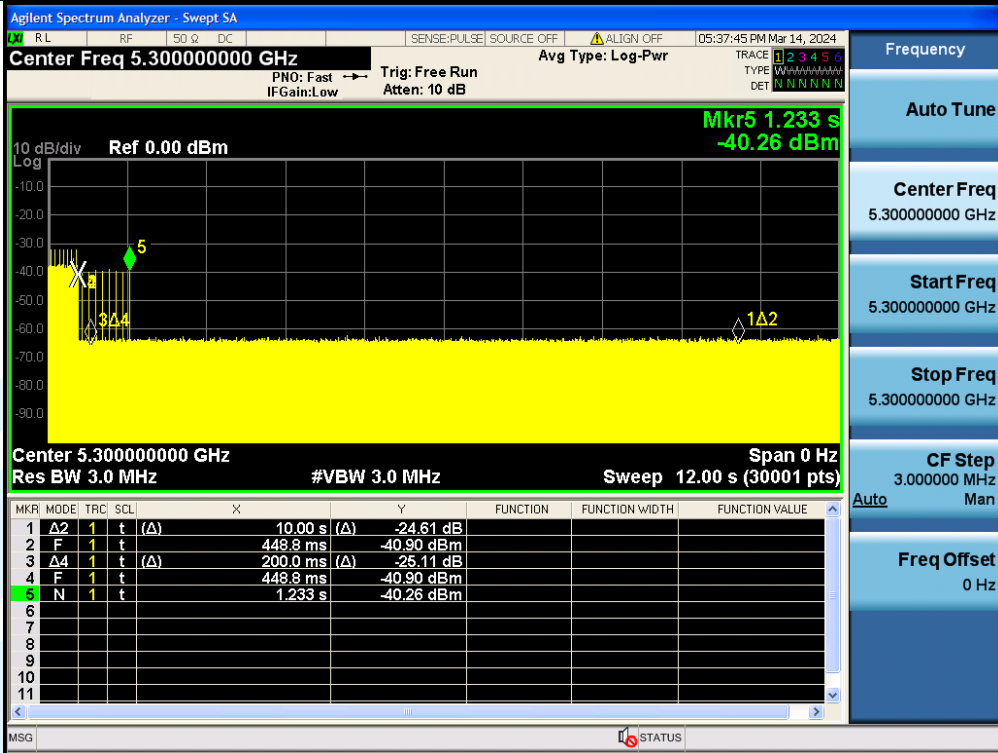 Agilent Spectrum Analyzer - Swept SA
LXI RL RF 50 Ω DC SENSE:PULSE SOURCE OFF ALIGN OFF 05:37:45 PM Mar 14, 2024
Center Freq 5.300000000 GHz
PNO: Fast
IFGain:Low
Trig: Free Run
Atten: 10 dB
Avg Type: Log-Pwr
TRACE 1 2 3 4 5 6
TYPE W
DET N N N N N N
Mkr5 1.233 s
-40.26 dBm
10 dB/div Ref 0.00 dBm
Log
-10.0
-20.0
-30.0
-40.0
-50.0
-60.0
-70.0
-80.0
-90.0
5
3Δ4
1Δ2
Center 5.300000000 GHz Span 0 Hz
Res BW 3.0 MHz #VBW 3.0 MHz Sweep 12.00 s (30001 pts)
MKR MODE TRC SCL X Y FUNCTION FUNCTION WIDTH FUNCTION VALUE
1 Δ2 1 t (Δ) 10.00 s (Δ) -24.61 dB
2 F 1 t 448.8 ms -40.90 dBm
3 Δ4 1 t (Δ) 200.0 ms (Δ) -25.11 dB
4 F 1 t 448.8 ms -40.90 dBm
5 N 1 t 1.233 s -40.26 dBm
6
7
8
9
10
11
MSG STATUS
Frequency
Auto Tune
Center Freq
5.300000000 GHz
Start Freq
5.300000000 GHz
Stop Freq
5.300000000 GHz
CF Step
3.000000 MHz
Auto Man
Freq Offset
0 Hz